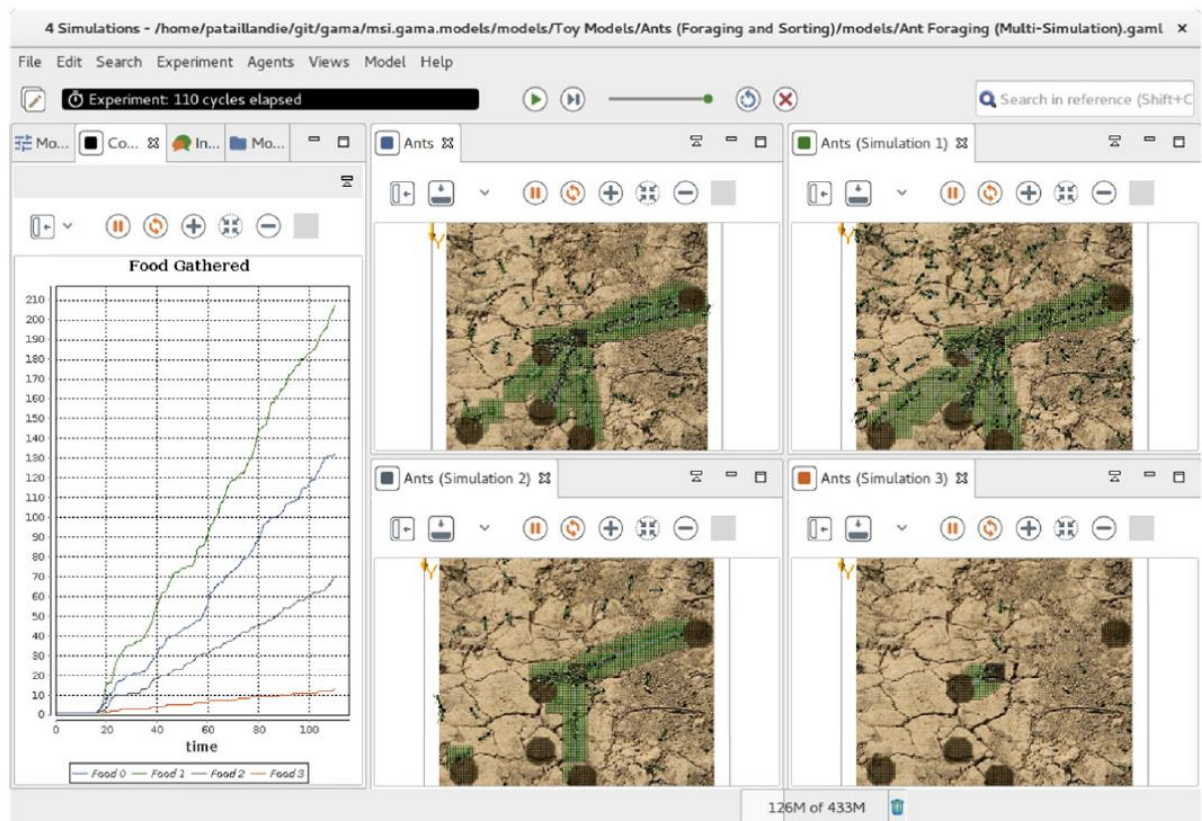 4 Simulations - /home/pataillandie/git/gama/msi.gama.models/models/Toy Models/Ants (Foraging and Sorting)/models/Ant Foraging (Multi-Simulation).gaml
File Edit Search Experiment Agents Views Model Help
Experiment: 110 cycles elapsed
Search in reference (Shift+C
Mo... Co... In... Mo...
Ants
Ants (Simulation 1)
Food Gathered
210
200
190
180
170
160
150
140
130
120
110
100
90
80
70
60
50
40
30
20
10
0
0 20 40 60 80 100
time
Food 0 Food 1 Food 2 Food 3
Y
Y
Ants (Simulation 2)
Ants (Simulation 3)
Y
Y
126M of 433M